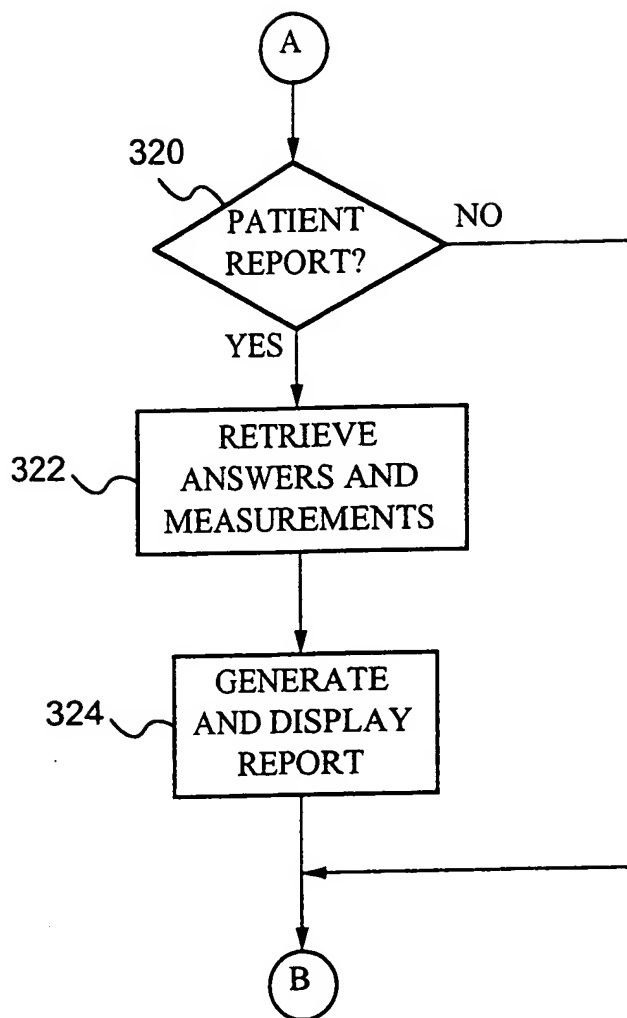 A
320
PATIENT
REPORT?
NO
YES
322
RETRIEVE
ANSWERS AND
MEASUREMENTS
324
GENERATE
AND DISPLAY
REPORT
B